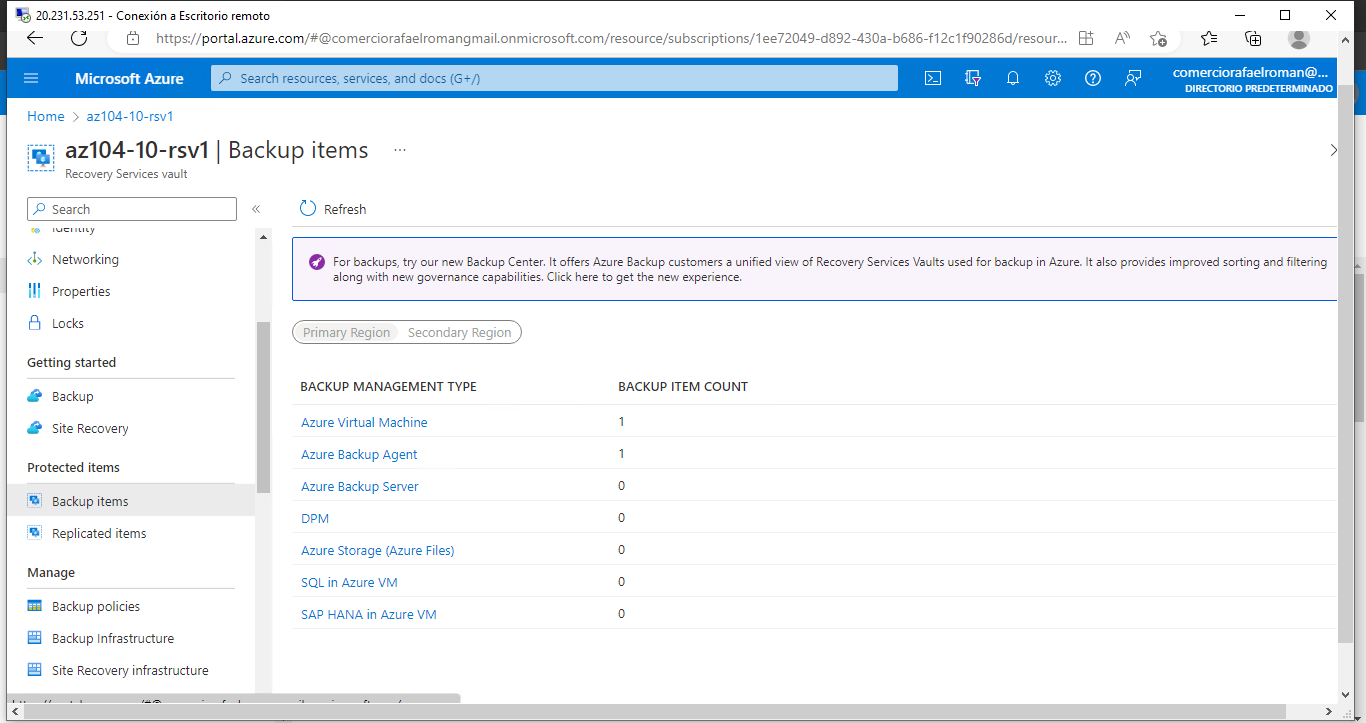 20.231.53.251 - Conexión a Escritorio remoto
https://portal.azure.com/#@comerciorafaelromangmail.onmicrosoft.com/resource/subscriptions/1ee72049-d892-430a-b686-f12c1f90286d/resour...
Microsoft Azure
Search resources, services, and docs (G+/)
comerciorafaelroman@...
DIRECTORIO PREDETERMINADO
Home > az104-10-rsv1
az104-10-rsv1 | Backup items ...
Recovery Services vault
Search
«
Refresh
Identity
Networking
Properties
Locks
Getting started
Backup
Site Recovery
Protected items
Backup items
Replicated items
Manage
Backup policies
Backup Infrastructure
Site Recovery infrastructure
For backups, try our new Backup Center. It offers Azure Backup customers a unified view of Recovery Services Vaults used for backup in Azure. It also provides improved sorting and filtering
along with new governance capabilities. Click here to get the new experience.
Primary Region Secondary Region
BACKUP MANAGEMENT TYPE BACKUP ITEM COUNT
Azure Virtual Machine 1
Azure Backup Agent 1
Azure Backup Server 0
DPM 0
Azure Storage (Azure Files) 0
SQL in Azure VM 0
SAP HANA in Azure VM 0